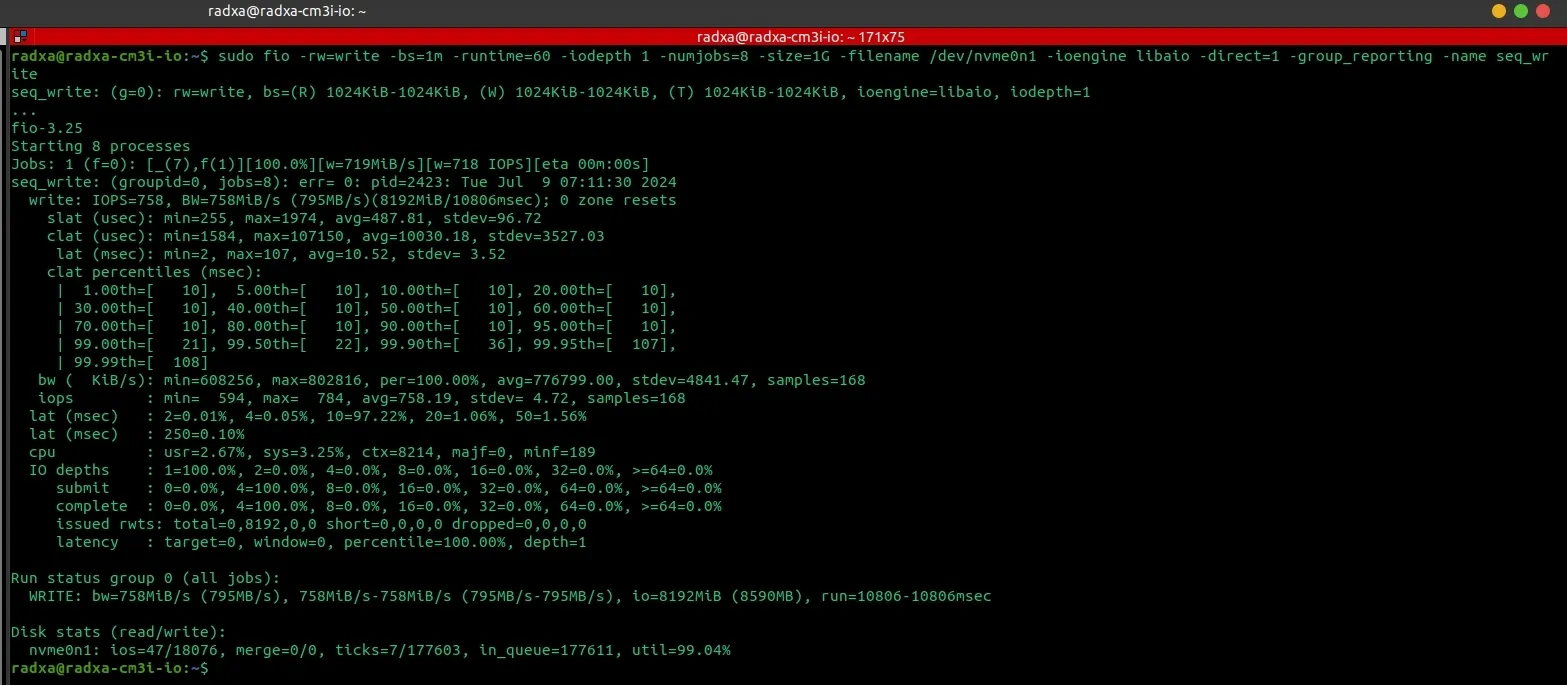 radxa@radxa-cm3i-io: ~
radxa@radxa-cm3i-io: ~ 171x75
radxa@radxa-cm3i-io:~$ sudo fio -rw=write -bs=1m -runtime=60 -iodepth 1 -numjobs=8 -size=1G -filename /dev/nvme0n1 -ioengine libaio -direct=1 -group_reporting -name seq_wr
ite
seq_write: (g=0): rw=write, bs=(R) 1024KiB-1024KiB, (W) 1024KiB-1024KiB, (T) 1024KiB-1024KiB, ioengine=libaio, iodepth=1
...
fio-3.25
Starting 8 processes
Jobs: 1 (f=0): [_(7),f(1)][100.0%][w=719MiB/s][w=718 IOPS][eta 00m:00s]
seq_write: (groupid=0, jobs=8): err= 0: pid=2423: Tue Jul  9 07:11:30 2024
  write: IOPS=758, BW=758MiB/s (795MB/s)(8192MiB/10806msec); 0 zone resets
    slat (usec): min=255, max=1974, avg=487.81, stdev=96.72
    clat (usec): min=1584, max=107150, avg=10030.18, stdev=3527.03
     lat (msec): min=2, max=107, avg=10.52, stdev= 3.52
    clat percentiles (msec):
     |  1.00th=[   10],  5.00th=[   10], 10.00th=[   10], 20.00th=[   10],
     | 30.00th=[   10], 40.00th=[   10], 50.00th=[   10], 60.00th=[   10],
     | 70.00th=[   10], 80.00th=[   10], 90.00th=[   10], 95.00th=[   10],
     | 99.00th=[   21], 99.50th=[   22], 99.90th=[   36], 99.95th=[  107],
     | 99.99th=[  108]
   bw (  KiB/s): min=608256, max=802816, per=100.00%, avg=776799.00, stdev=4841.47, samples=168
   iops        : min=  594, max=  784, avg=758.19, stdev= 4.72, samples=168
  lat (msec)   : 2=0.01%, 4=0.05%, 10=97.22%, 20=1.06%, 50=1.56%
  lat (msec)   : 250=0.10%
  cpu          : usr=2.67%, sys=3.25%, ctx=8214, majf=0, minf=189
  IO depths    : 1=100.0%, 2=0.0%, 4=0.0%, 8=0.0%, 16=0.0%, 32=0.0%, >=64=0.0%
     submit    : 0=0.0%, 4=100.0%, 8=0.0%, 16=0.0%, 32=0.0%, 64=0.0%, >=64=0.0%
     complete  : 0=0.0%, 4=100.0%, 8=0.0%, 16=0.0%, 32=0.0%, 64=0.0%, >=64=0.0%
     issued rwts: total=0,8192,0,0 short=0,0,0,0 dropped=0,0,0,0
     latency   : target=0, window=0, percentile=100.00%, depth=1
Run status group 0 (all jobs):
  WRITE: bw=758MiB/s (795MB/s), 758MiB/s-758MiB/s (795MB/s-795MB/s), io=8192MiB (8590MB), run=10806-10806msec
Disk stats (read/write):
  nvme0n1: ios=47/18076, merge=0/0, ticks=7/177603, in_queue=177611, util=99.04%
radxa@radxa-cm3i-io:~$